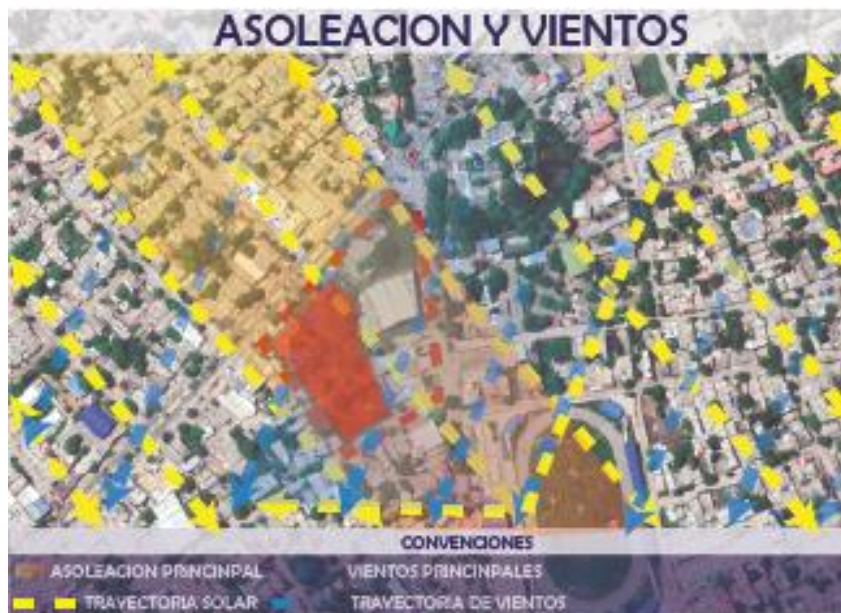 ASOLEACION Y VIENTOS
CONVENCIONES
ASOLEACION PRINCINPAL VIENTOS PRINCINPALES
TRAYECTORIA SOLAR TRAYECTORIA DE VIENTOS